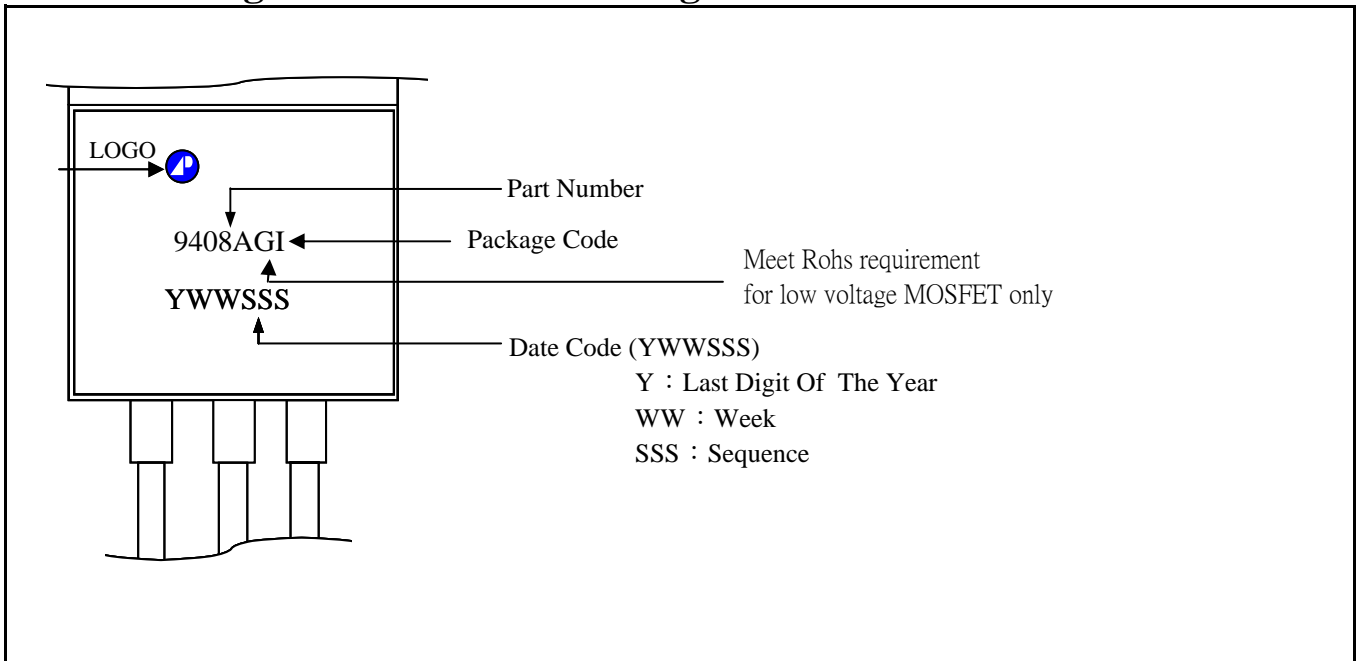 LOGO
Part Number
9408AGI
Package Code
Meet Rohs requirement
for low voltage MOSFET only
YWWSSS
Date Code (YWWSSS)
Y：Last Digit Of The Year
WW：Week
SSS：Sequence